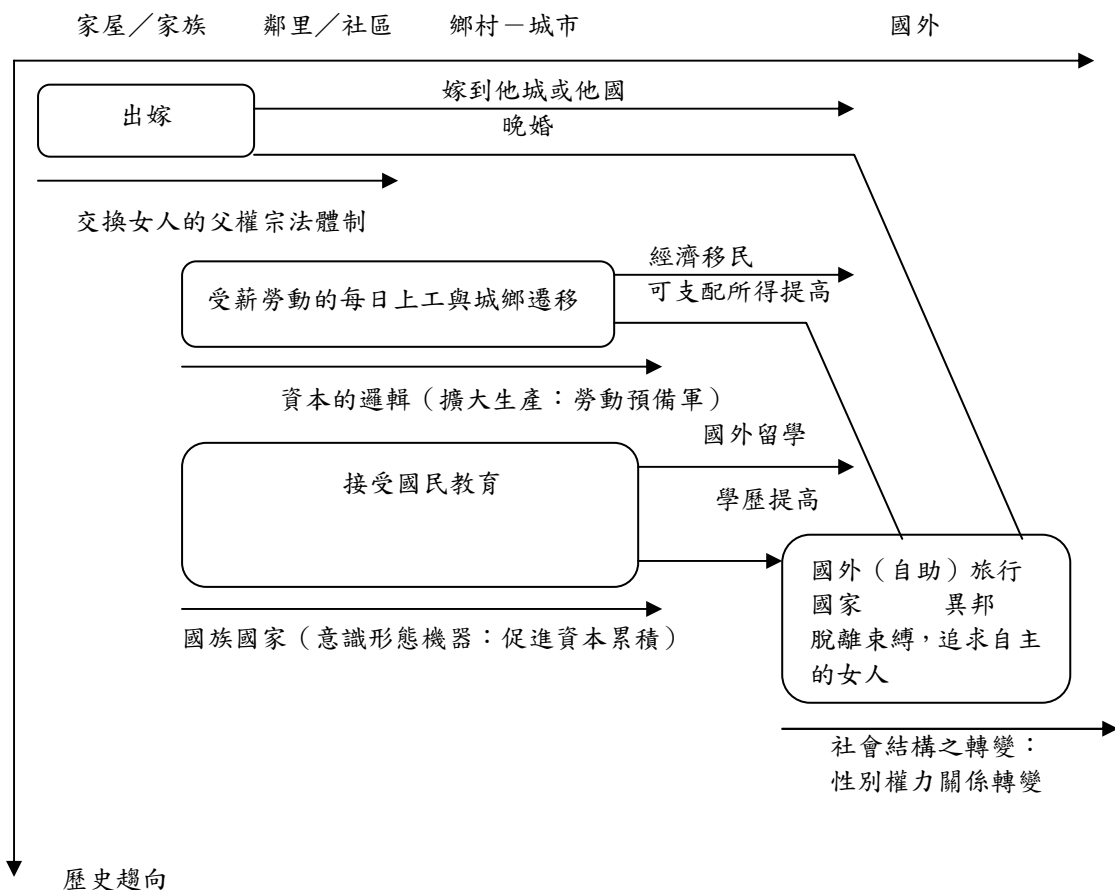 家屋／家族 鄰里／社區 鄉村－城市 國外
嫁到他城或他國
出嫁
晚婚
交換女人的父權宗法體制
經濟移民
受薪勞動的每日上工與城鄉遷移
可支配所得提高
資本的邏輯（擴大生產：勞動預備軍）
國外留學
接受國民教育
學歷提高
國外（自助）旅行
國家 異邦
脫離束縛，追求自主
的女人
國族國家（意識形態機器：促進資本累積）
社會結構之轉變：
性別權力關係轉變
歷史趨向